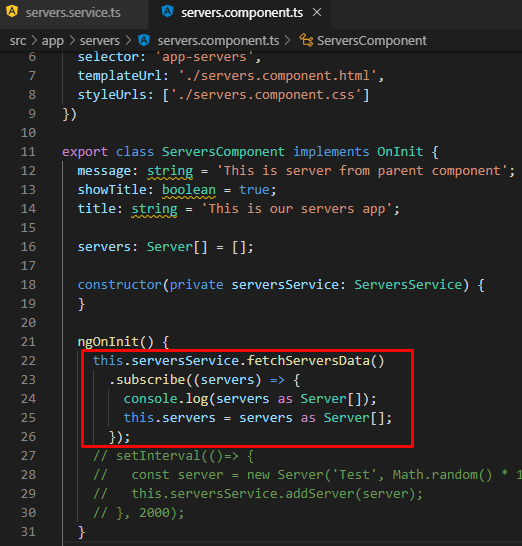 servers.service.ts servers.component.ts ×
src > app > servers > servers.component.ts > ServersComponent
6 selector: 'app-servers',
7 templateUrl: './servers.component.html',
8 styleUrls: ['./servers.component.css']
9 })
10
11 export class ServersComponent implements OnInit {
12 message: string = 'This is server from parent component';
13 showTitle: boolean = true;
14 title: string = 'This is our servers app';
15
16 servers: Server[] = [];
17
18 constructor(private serversService: ServersService) {
19 }
20
21 ngOnInit() {
22 this.serversService.fetchServersData()
23 .subscribe((servers) => {
24 console.log(servers as Server[]);
25 this.servers = servers as Server[];
26 });
27 // setInterval(()=> {
28 // const server = new Server('Test', Math.random() * 1
29 // this.serversService.addServer(server);
30 // }, 2000);
31 }